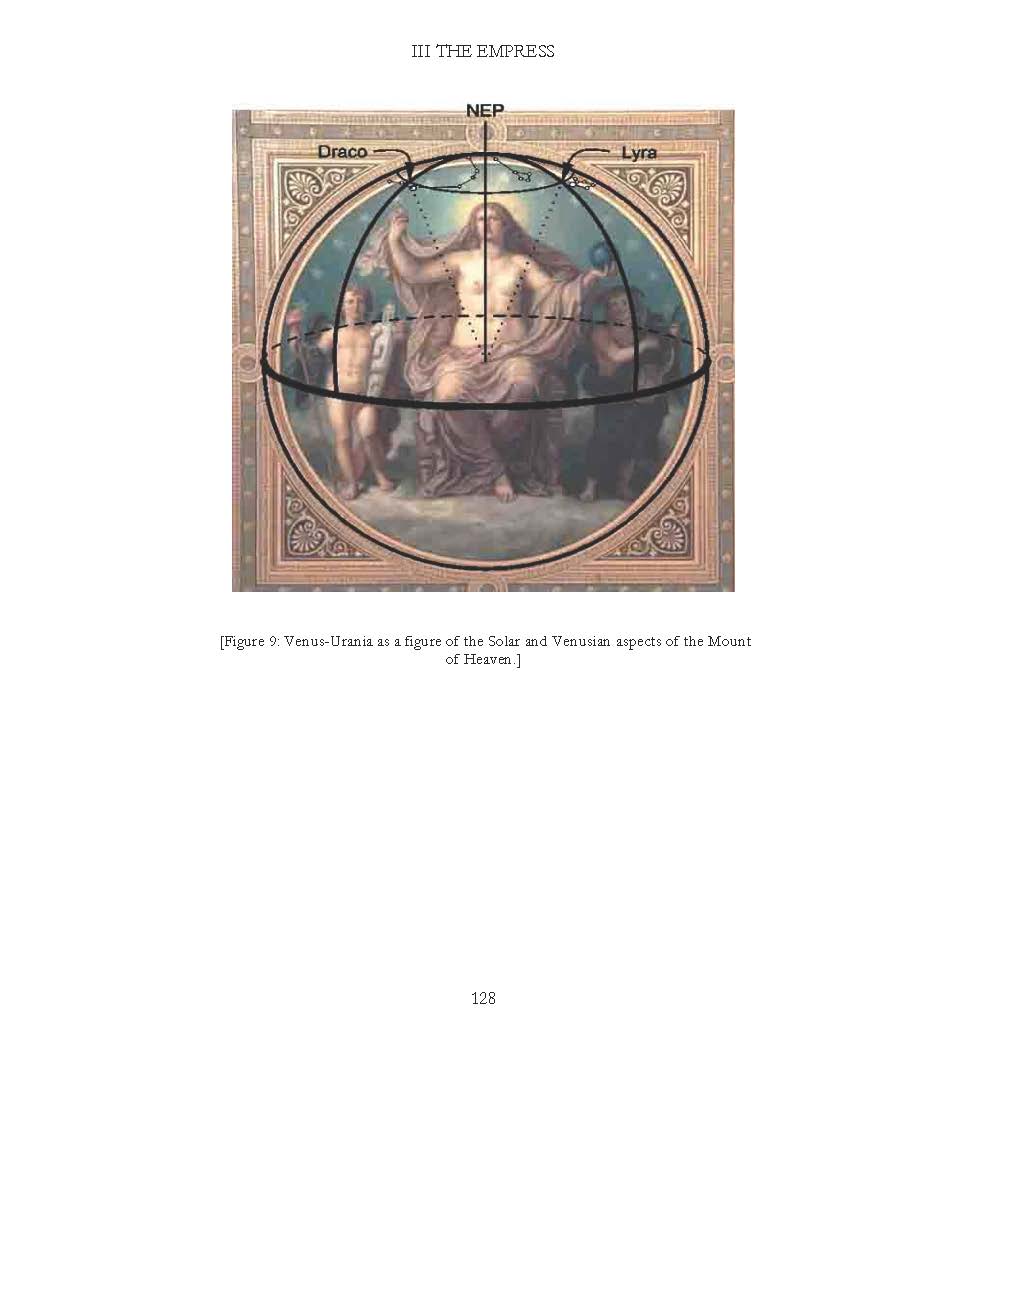 III THE EMPRESS
NEP
Draco
Lyra
[Figure 9: Venus-Urania as a figure of the Solar and Venusian aspects of the Mount
of Heaven.]
128